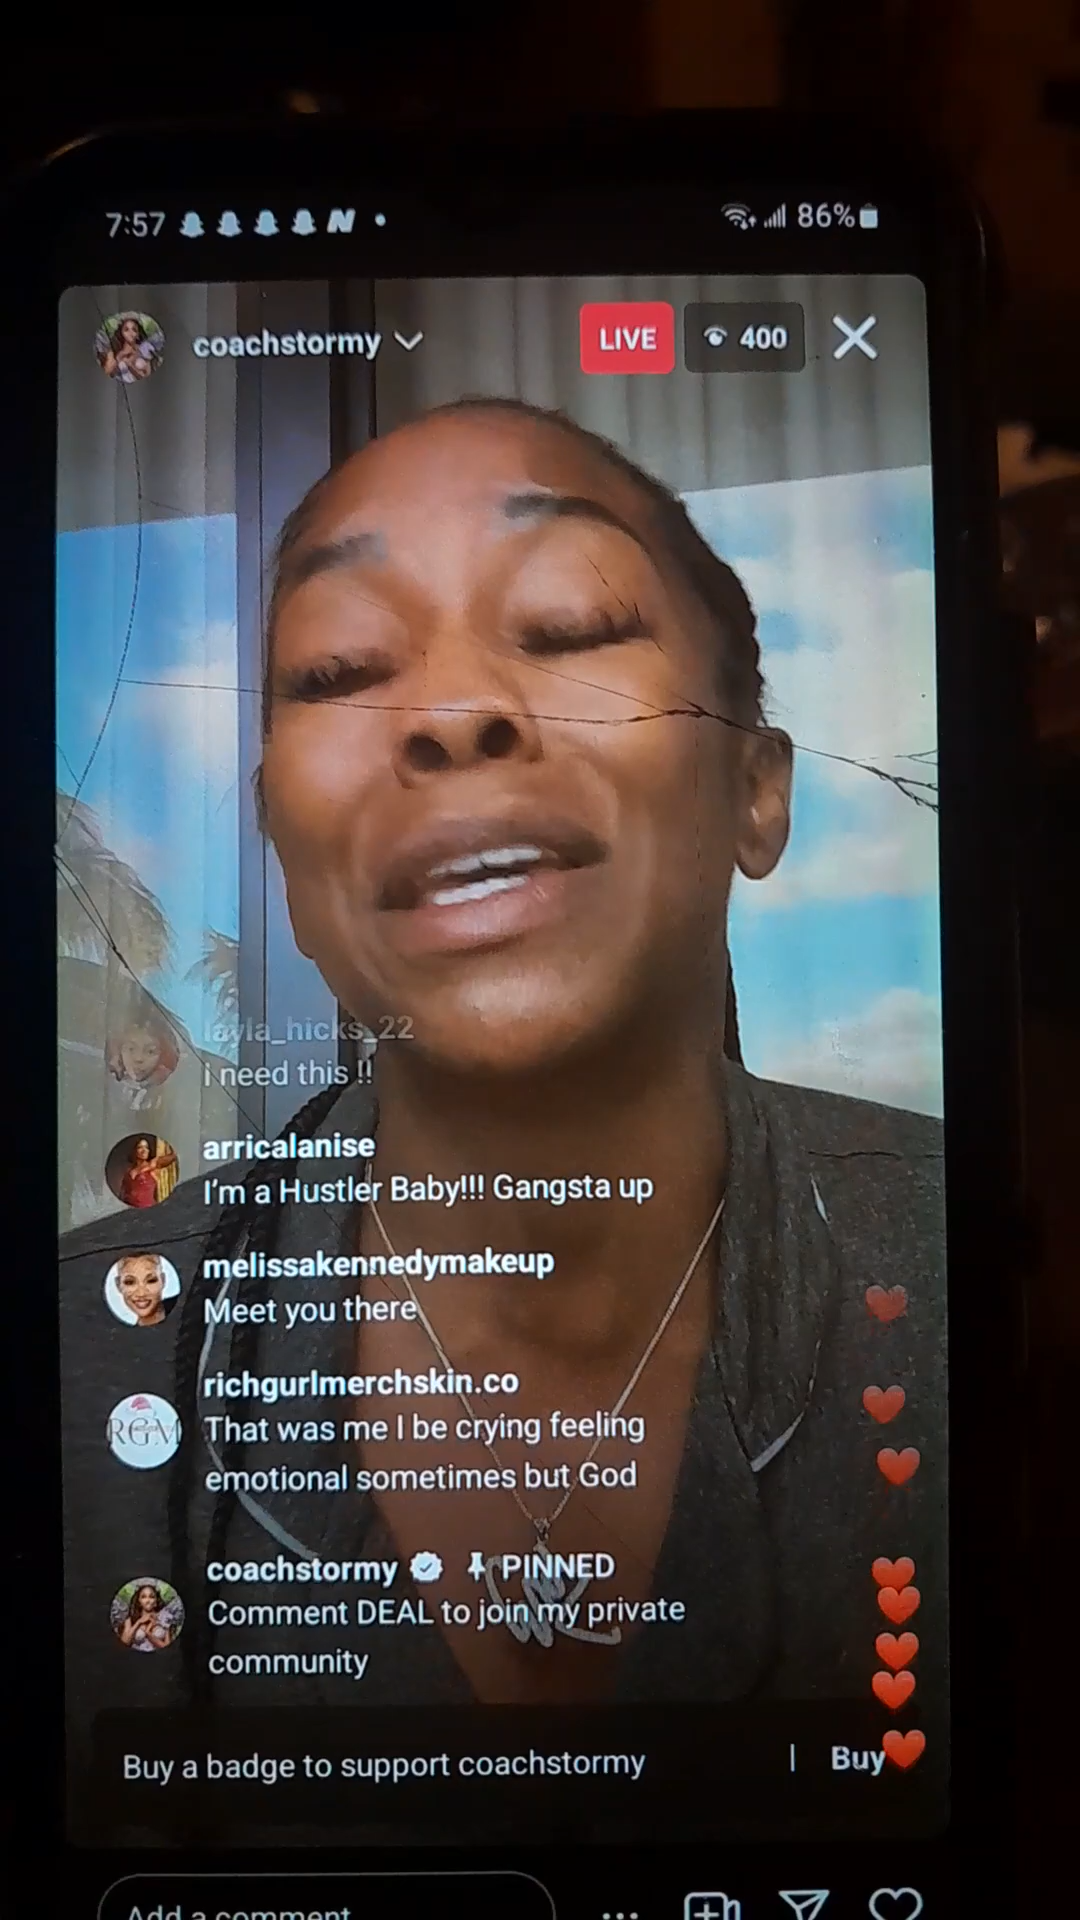 7:57 N 86%
coachstormy LIVE 400
layla_hicks_22
i need this !!
arricalanise
I'm a Hustler Baby!!! Gangsta up
melissakennedymakeup
Meet you there
richgurlmerchskin.co
RGM That was me I be crying feeling
emotional sometimes but God
coachstormy PINNED
Comment DEAL to join my private
community
Buy a badge to support coachstormy | Buy
Add a comment